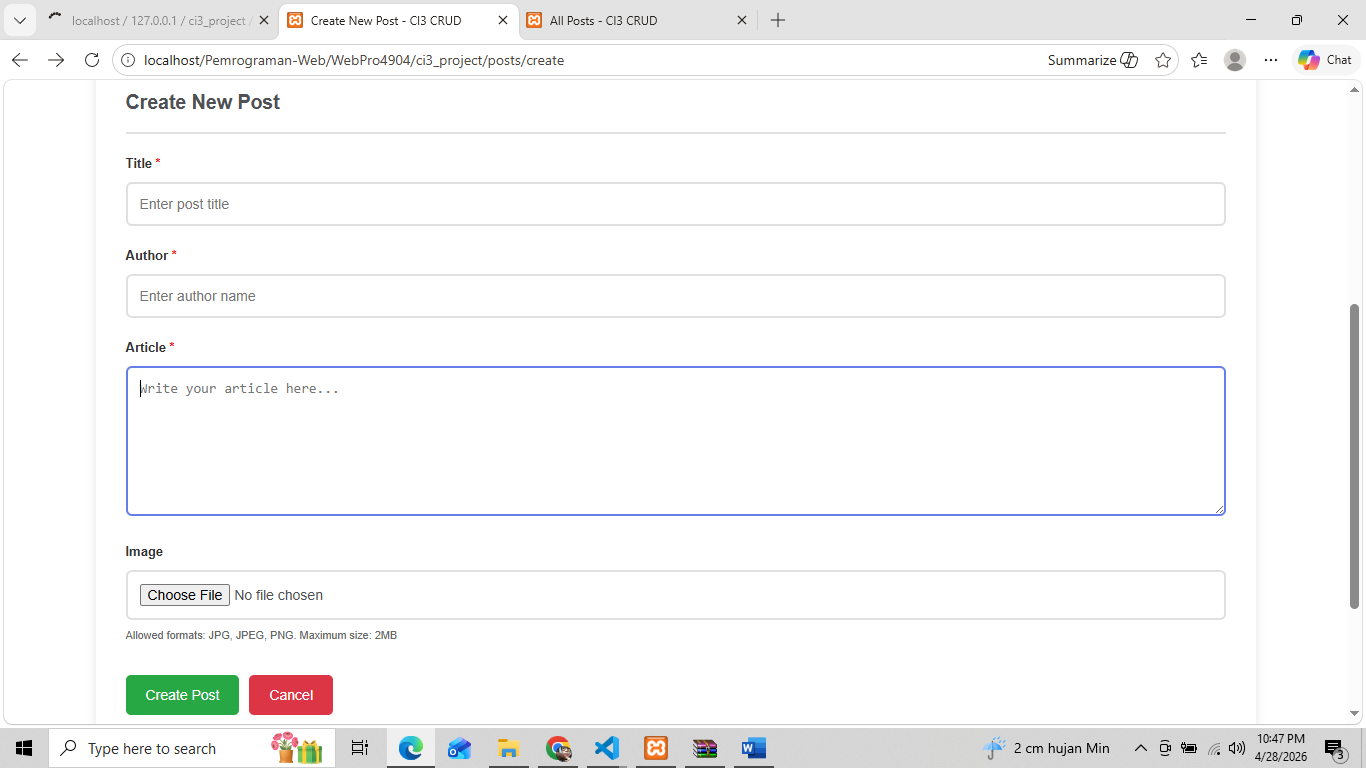 localhost / 127.0.0.1 / ci3_project
Create New Post - CI3 CRUD
All Posts - CI3 CRUD
localhost/Pemrograman-Web/WebPro4904/ci3_project/posts/create
Summarize
Chat
Create New Post
Title *
Enter post title
Author *
Enter author name
Article *
Write your article here...
Image
Choose File No file chosen
Allowed formats: JPG, JPEG, PNG. Maximum size: 2MB
Create Post
Cancel
Type here to search
2 cm hujan Min
10:47 PM
4/28/2026
3